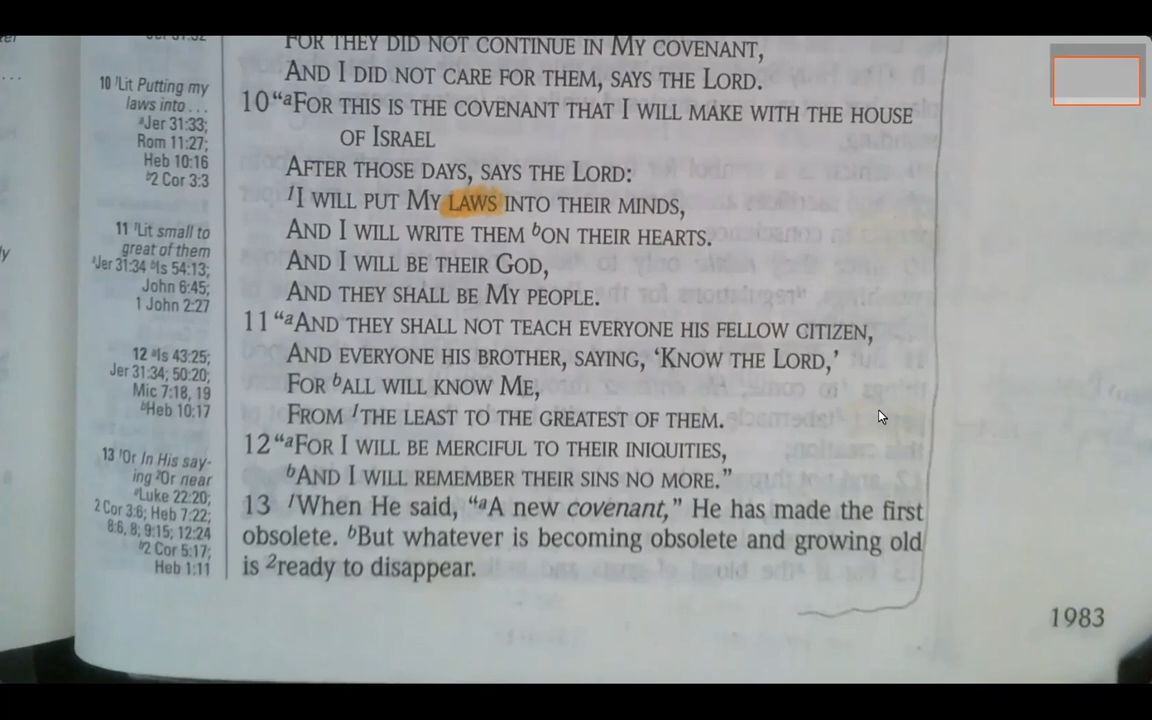 10 ˡLit Putting my
laws into . . .
ᵃJer 31:33;
Rom 11:27;
Heb 10:16
ᵇ2 Cor 3:3
11 ˡLit small to
great of them
ᵃJer 31:34 ᵇIs 54:13;
John 6:45;
1 John 2:27
12 ᵃIs 43:25;
Jer 31:34; 50:20;
Mic 7:18, 19
ᵇHeb 10:17
13 ˡOr In His say-
ing ²Or near
ᵃLuke 22:20;
2 Cor 3:6; Heb 7:22;
8:6, 8; 9:15; 12:24
ᵇ2 Cor 5:17;
Heb 1:11
FOR THEY DID NOT CONTINUE IN MY COVENANT,
AND I DID NOT CARE FOR THEM, SAYS THE LORD.
10 “ᵃFOR THIS IS THE COVENANT THAT I WILL MAKE WITH THE HOUSE
OF ISRAEL
AFTER THOSE DAYS, SAYS THE LORD:
ˡI WILL PUT MY LAWS INTO THEIR MINDS,
AND I WILL WRITE THEM ᵇON THEIR HEARTS.
AND I WILL BE THEIR GOD,
AND THEY SHALL BE MY PEOPLE.
11 “ᵃAND THEY SHALL NOT TEACH EVERYONE HIS FELLOW CITIZEN,
AND EVERYONE HIS BROTHER, SAYING, ‘KNOW THE LORD,’
FOR ᵇALL WILL KNOW ME,
FROM ˡTHE LEAST TO THE GREATEST OF THEM.
12 “ᵃFOR I WILL BE MERCIFUL TO THEIR INIQUITIES,
ᵇAND I WILL REMEMBER THEIR SINS NO MORE.”
13 ˡWhen He said, “ᵃA new covenant,” He has made the first
obsolete. ᵇBut whatever is becoming obsolete and growing old
is ²ready to disappear.
1983